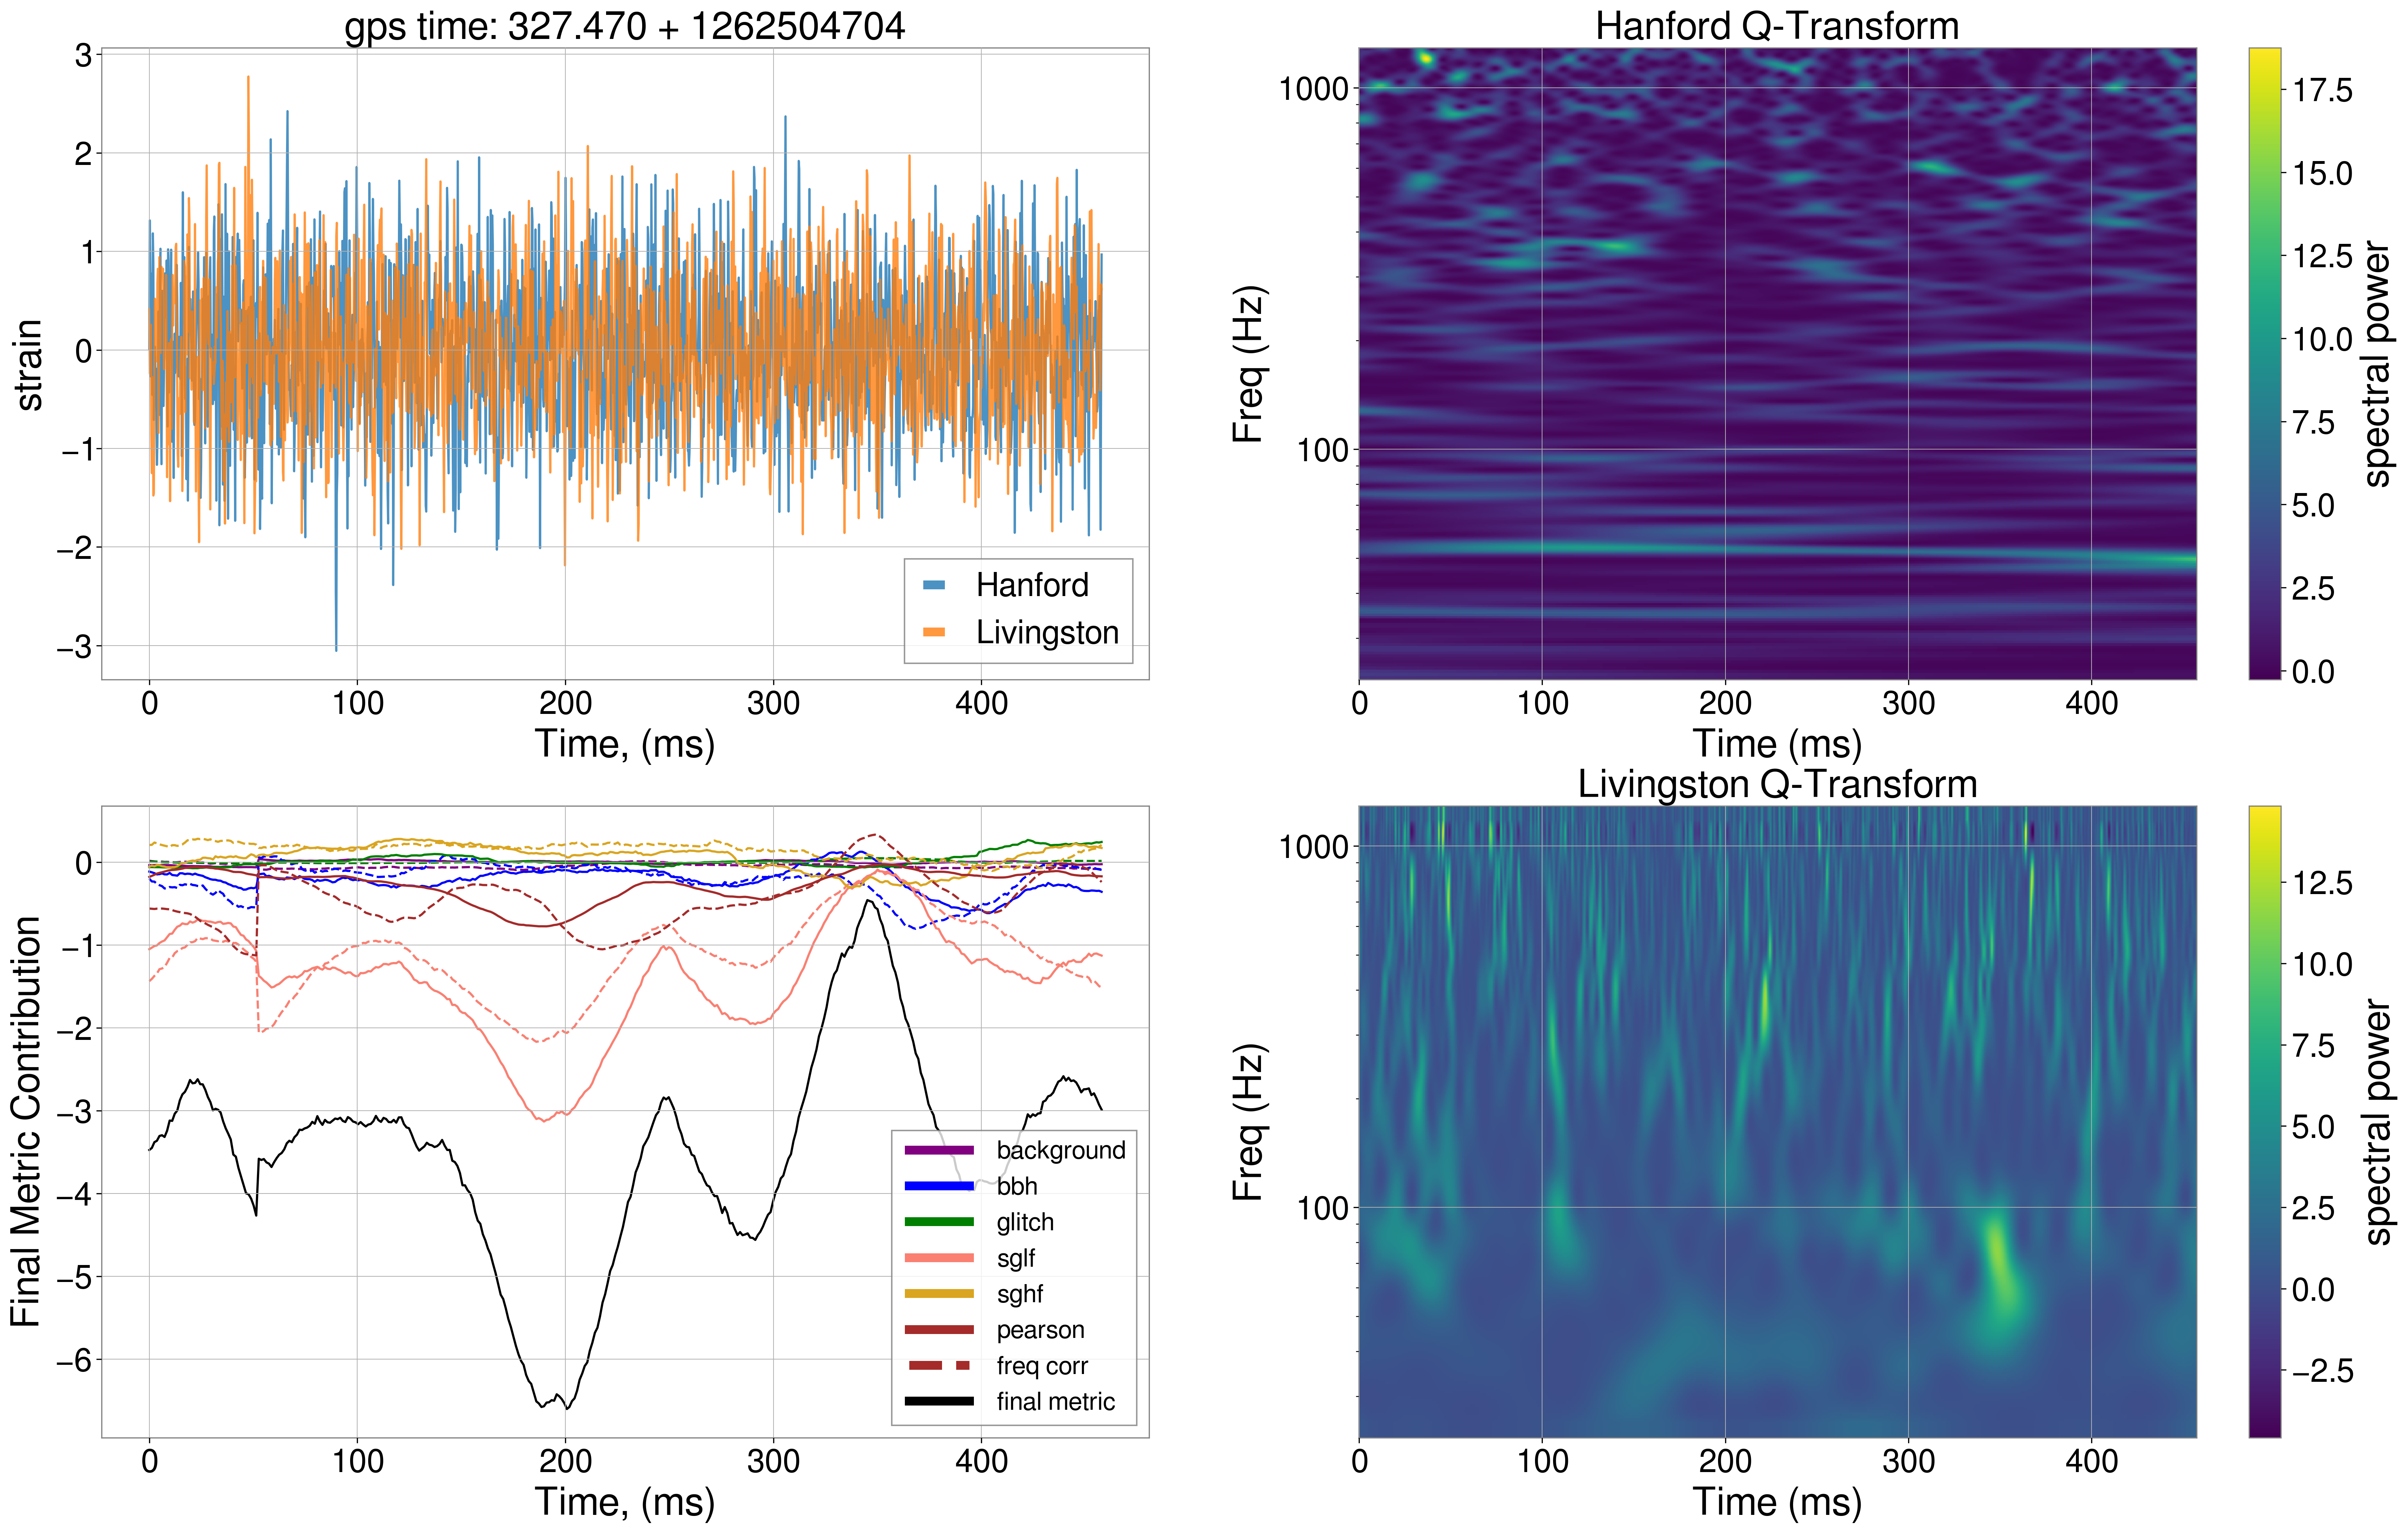 gps time: 327.470 + 1262504704
3
2
1
0
−1
−2
−3
strain
0 100 200 300 400
Time, (ms)
Hanford
Livingston
Hanford Q-Transform
1000
100
Freq (Hz)
0 100 200 300 400
Time (ms)
17.5
15.0
12.5
10.0
7.5
5.0
2.5
0.0
spectral power
0
−1
−2
−3
−4
−5
−6
Final Metric Contribution
0 100 200 300 400
Time, (ms)
background
bbh
glitch
sglf
sghf
pearson
freq corr
final metric
Livingston Q-Transform
1000
100
Freq (Hz)
0 100 200 300 400
Time (ms)
12.5
10.0
7.5
5.0
2.5
0.0
−2.5
spectral power